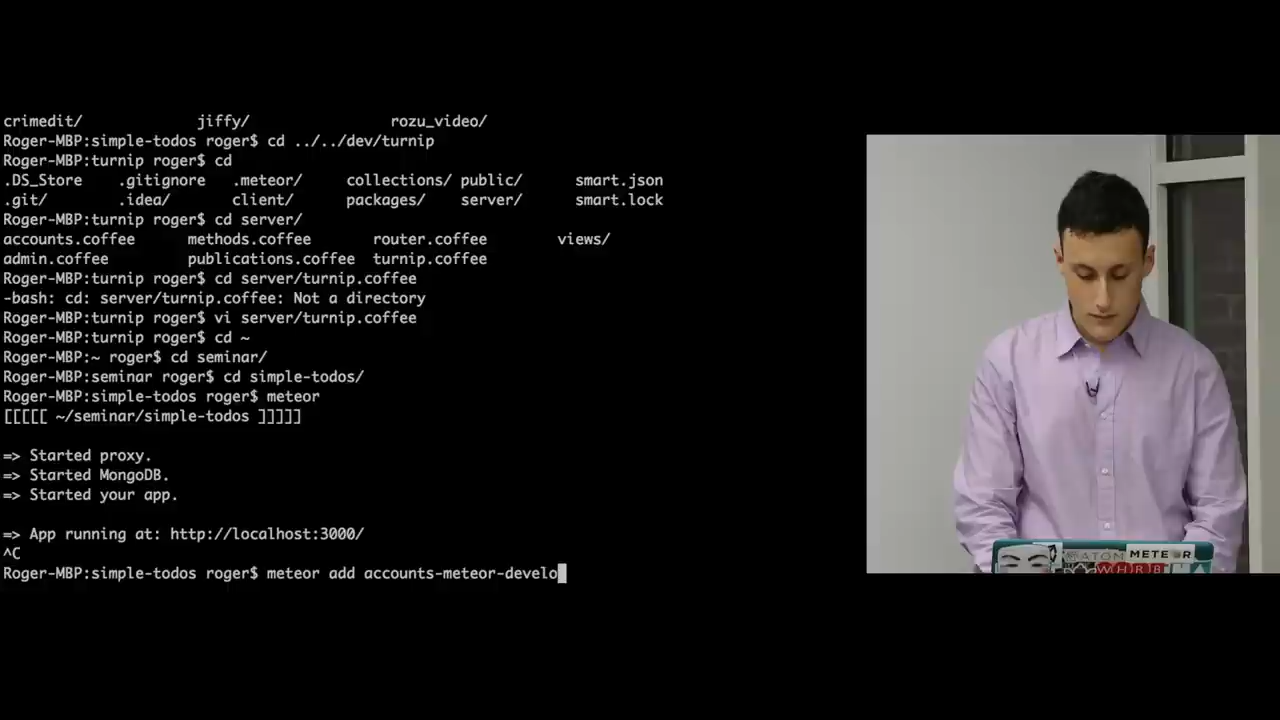 crimedit/ jiffy/ rozu_video/
Roger-MBP:simple-todos roger$ cd ../../dev/turnip
Roger-MBP:turnip roger$ cd
.DS_Store .gitignore .meteor/ collections/ public/ smart.json
.git/ .idea/ client/ packages/ server/ smart.lock
Roger-MBP:turnip roger$ cd server/
accounts.coffee methods.coffee router.coffee views/
admin.coffee publications.coffee turnip.coffee
Roger-MBP:turnip roger$ cd server/turnip.coffee
-bash: cd: server/turnip.coffee: Not a directory
Roger-MBP:turnip roger$ vi server/turnip.coffee
Roger-MBP:turnip roger$ cd ~
Roger-MBP:~ roger$ cd seminar/
Roger-MBP:seminar roger$ cd simple-todos/
Roger-MBP:simple-todos roger$ meteor
[[[[[ ~/seminar/simple-todos ]]]]]
=> Started proxy.
=> Started MongoDB.
=> Started your app.
=> App running at: http://localhost:3000/
^C
Roger-MBP:simple-todos roger$ meteor add accounts-meteor-develo
METEOR
WHRB